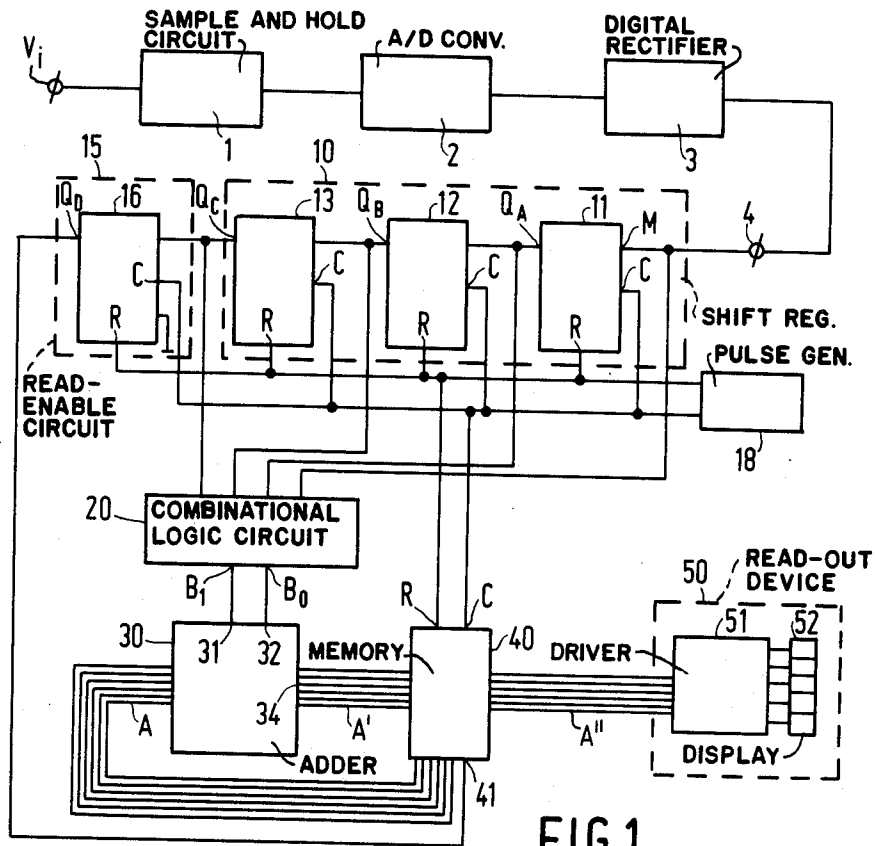 SAMPLE AND HOLD
CIRCUIT
A/D CONV.
DIGITAL
RECTIFIER
Vi
1
2
3
15
10
QD
16
QC
13
QB
12
QA
11
M
4
C
C
C
C
R
R
R
R
SHIFT REG.
READ-
ENABLE
CIRCUIT
PULSE GEN.
18
20
COMBINATIONAL
LOGIC CIRCUIT
B1
B0
R
C
50
READ-OUT
DEVICE
30
31
32
MEMORY
40
DRIVER
51
52
34
A
A'
A"
ADDER
DISPLAY
41
FIG.1